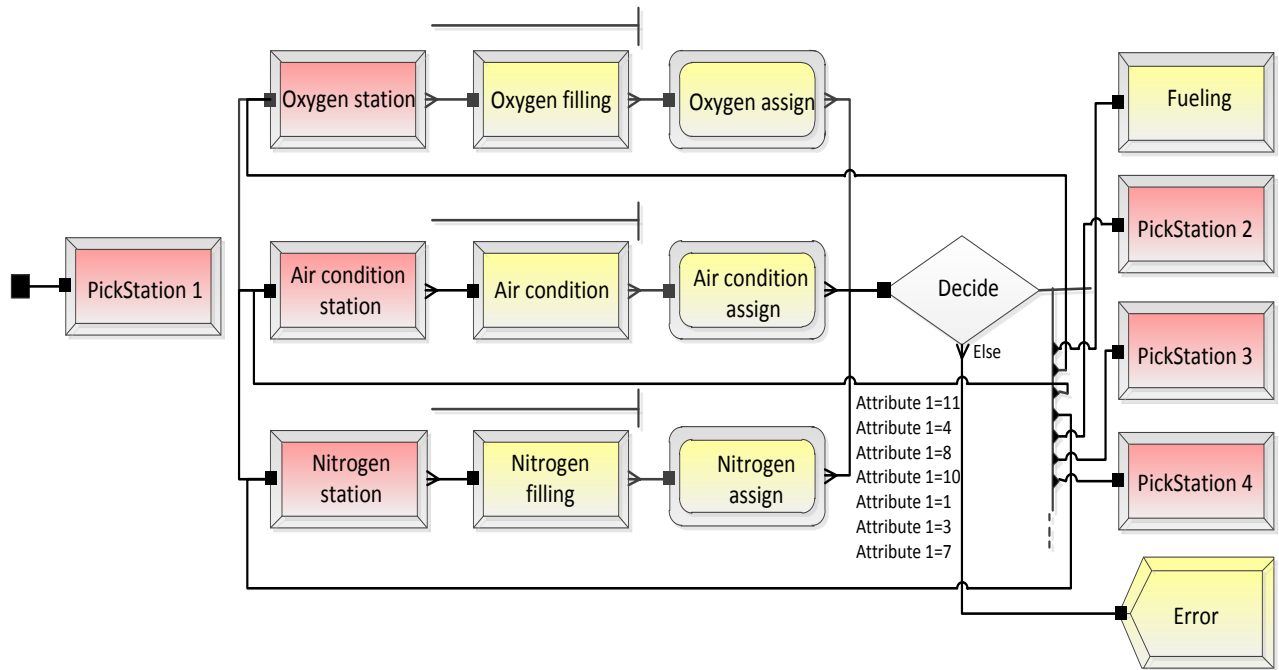 Oxygen station
Oxygen filling
Oxygen assign
Fueling
PickStation 2
PickStation 1
Air condition
station
Air condition
Air condition
assign
Decide
Else
PickStation 3
Attribute 1=11
Attribute 1=4
Attribute 1=8
Attribute 1=10
Attribute 1=1
Attribute 1=3
Attribute 1=7
Nitrogen
station
Nitrogen
filling
Nitrogen
assign
PickStation 4
Error